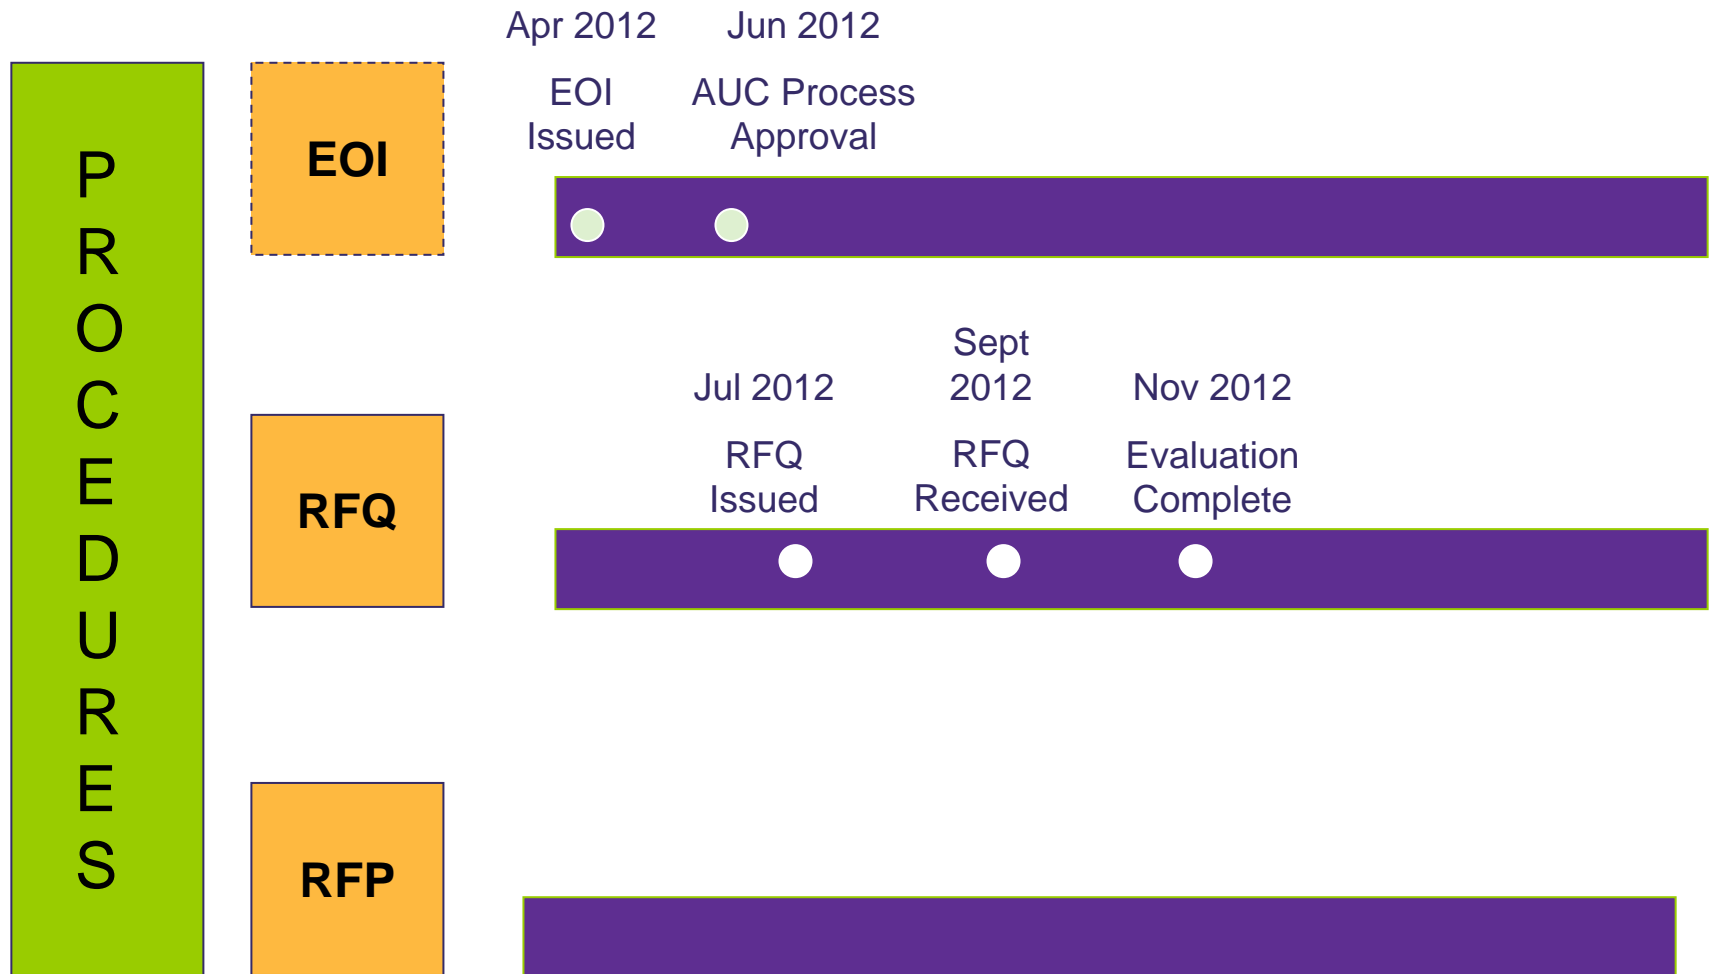 PROCEDURES
EOI
Apr 2012 Jun 2012
EOI AUC Process
Issued Approval
RFQ
Sept
Jul 2012 2012 Nov 2012
RFQ RFQ Evaluation
Issued Received Complete
RFP